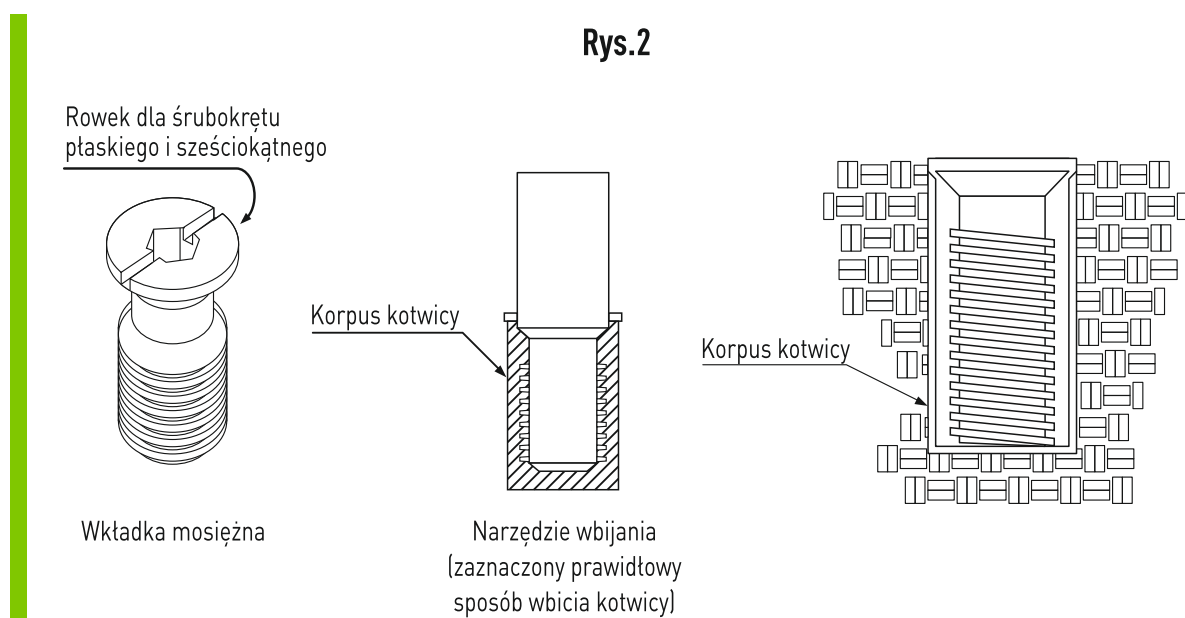 Rys.2
Rowek dla śrubokrętu
płaskiego i sześciokątnego
Korpus kotwicy
Korpus kotwicy
Wkładka mosiężna
Narzędzie wbijania
(zaznaczony prawidłowy
sposób wbicia kotwicy)